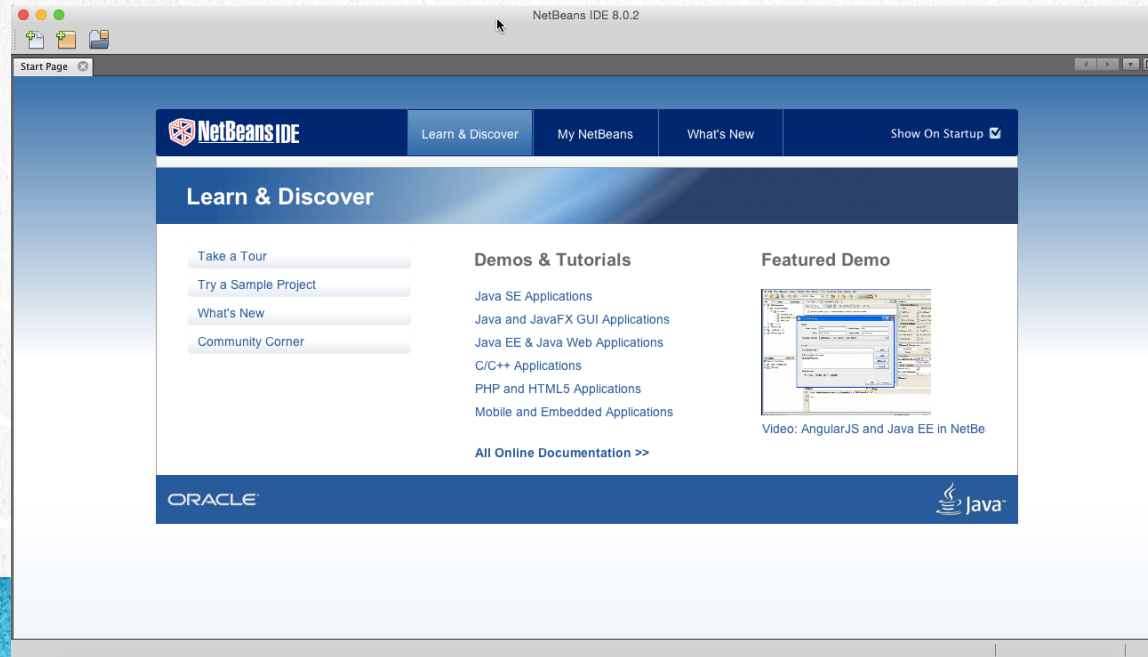 NetBeans IDE 8.0.2
Start Page
NetBeans IDE
Learn & Discover
My NetBeans
What's New
Show On Startup
Learn & Discover
Take a Tour
Try a Sample Project
What's New
Community Corner
Demos & Tutorials
Java SE Applications
Java and JavaFX GUI Applications
Java EE & Java Web Applications
C/C++ Applications
PHP and HTML5 Applications
Mobile and Embedded Applications
All Online Documentation >>
Featured Demo
Video: AngularJS and Java EE in NetBe
ORACLE
Java